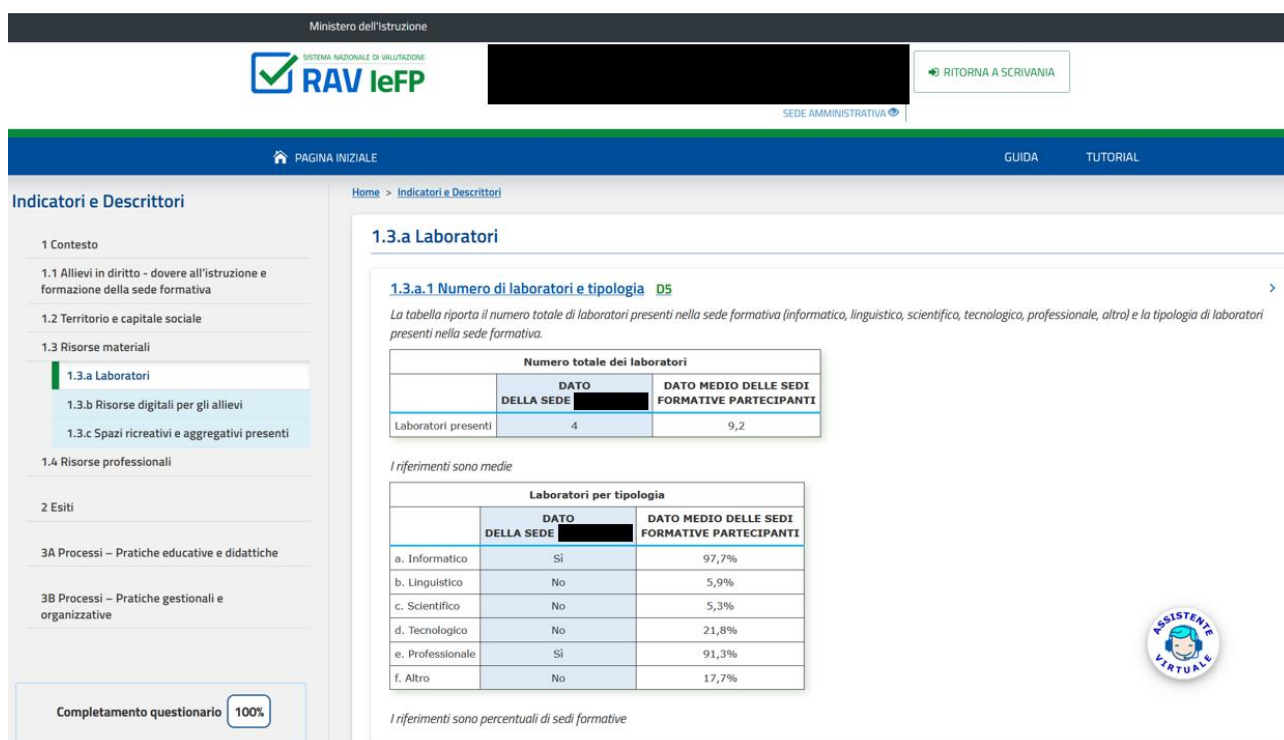 Ministero dell'Istruzione
SISTEMA NAZIONALE DI VALUTAZIONE
RAV IeFP
RITORNA A SCRIVANIA
SEDE AMMINISTRATIVA
PAGINA INIZIALE
GUIDA
TUTORIAL
Indicatori e Descrittori
1 Contesto
1.1 Allievi in diritto - dovere all'istruzione e
formazione della sede formativa
1.2 Territorio e capitale sociale
1.3 Risorse materiali
1.3.a Laboratori
1.3.b Risorse digitali per gli allievi
1.3.c Spazi ricreativi e aggregativi presenti
1.4 Risorse professionali
2 Esiti
3A Processi – Pratiche educative e didattiche
3B Processi – Pratiche gestionali e
organizzative
Completamento questionario 100%
Home > Indicatori e Descrittori
1.3.a Laboratori
1.3.a.1 Numero di laboratori e tipologia D5
La tabella riporta il numero totale di laboratori presenti nella sede formativa (informatico, linguistico, scientifico, tecnologico, professionale, altro) e la tipologia di laboratori
presenti nella sede formativa.
Numero totale dei laboratori
DATO DATO MEDIO DELLE SEDI
DELLA SEDE FORMATIVE PARTECIPANTI
Laboratori presenti 4 9,2
I riferimenti sono medie
Laboratori per tipologia
DATO DATO MEDIO DELLE SEDI
DELLA SEDE FORMATIVE PARTECIPANTI
a. Informatico Sì 97,7%
b. Linguistico No 5,9%
c. Scientifico No 5,3%
d. Tecnologico No 21,8%
e. Professionale Sì 91,3%
f. Altro No 17,7%
I riferimenti sono percentuali di sedi formative
ASSISTENTE
VIRTUALE